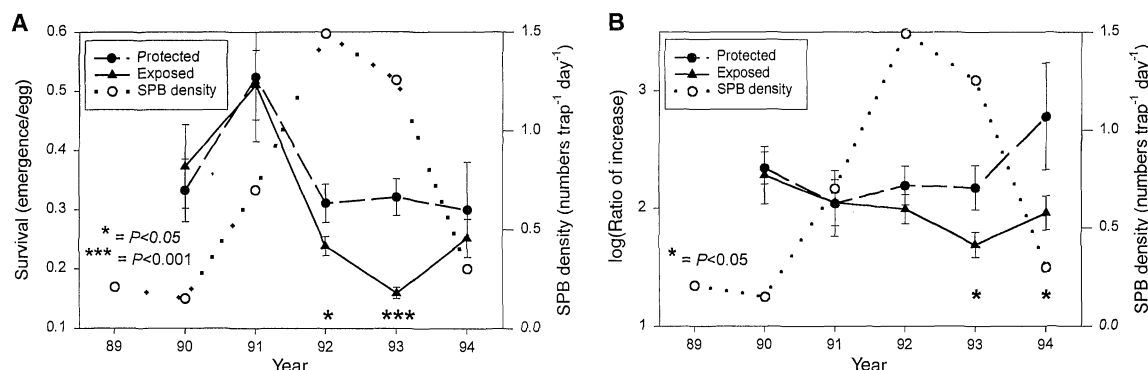 A
Survival (emergence/egg)
0.6
0.5
0.4
0.3
0.2
0.1
Protected
Exposed
SPB density
* = P<0.05
*** = P<0.001
* ***
1.5
1.0
0.5
0.0
SPB density (numbers trap-1 day-1)
89 90 91 92 93 94
Year
B
log(Ratio of increase)
3
2
1
Protected
Exposed
SPB density
* = P<0.05
* *
1.5
1.0
0.5
0.0
SPB density (numbers trap-1 day-1)
89 90 91 92 93 94
Year